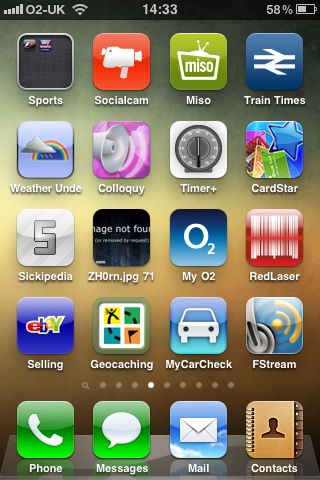 O2-UK 14:33 58%
miso
Sports Socialcam Miso Train Times
Weather Unde Colloquy Timer+ CardStar
S
nage not foun
(or removed by request)
O2
Sickipedia ZH0rn.jpg 71 My O2 RedLaser
ebY
Selling Geocaching MyCarCheck FStream
Phone Messages Mail Contacts